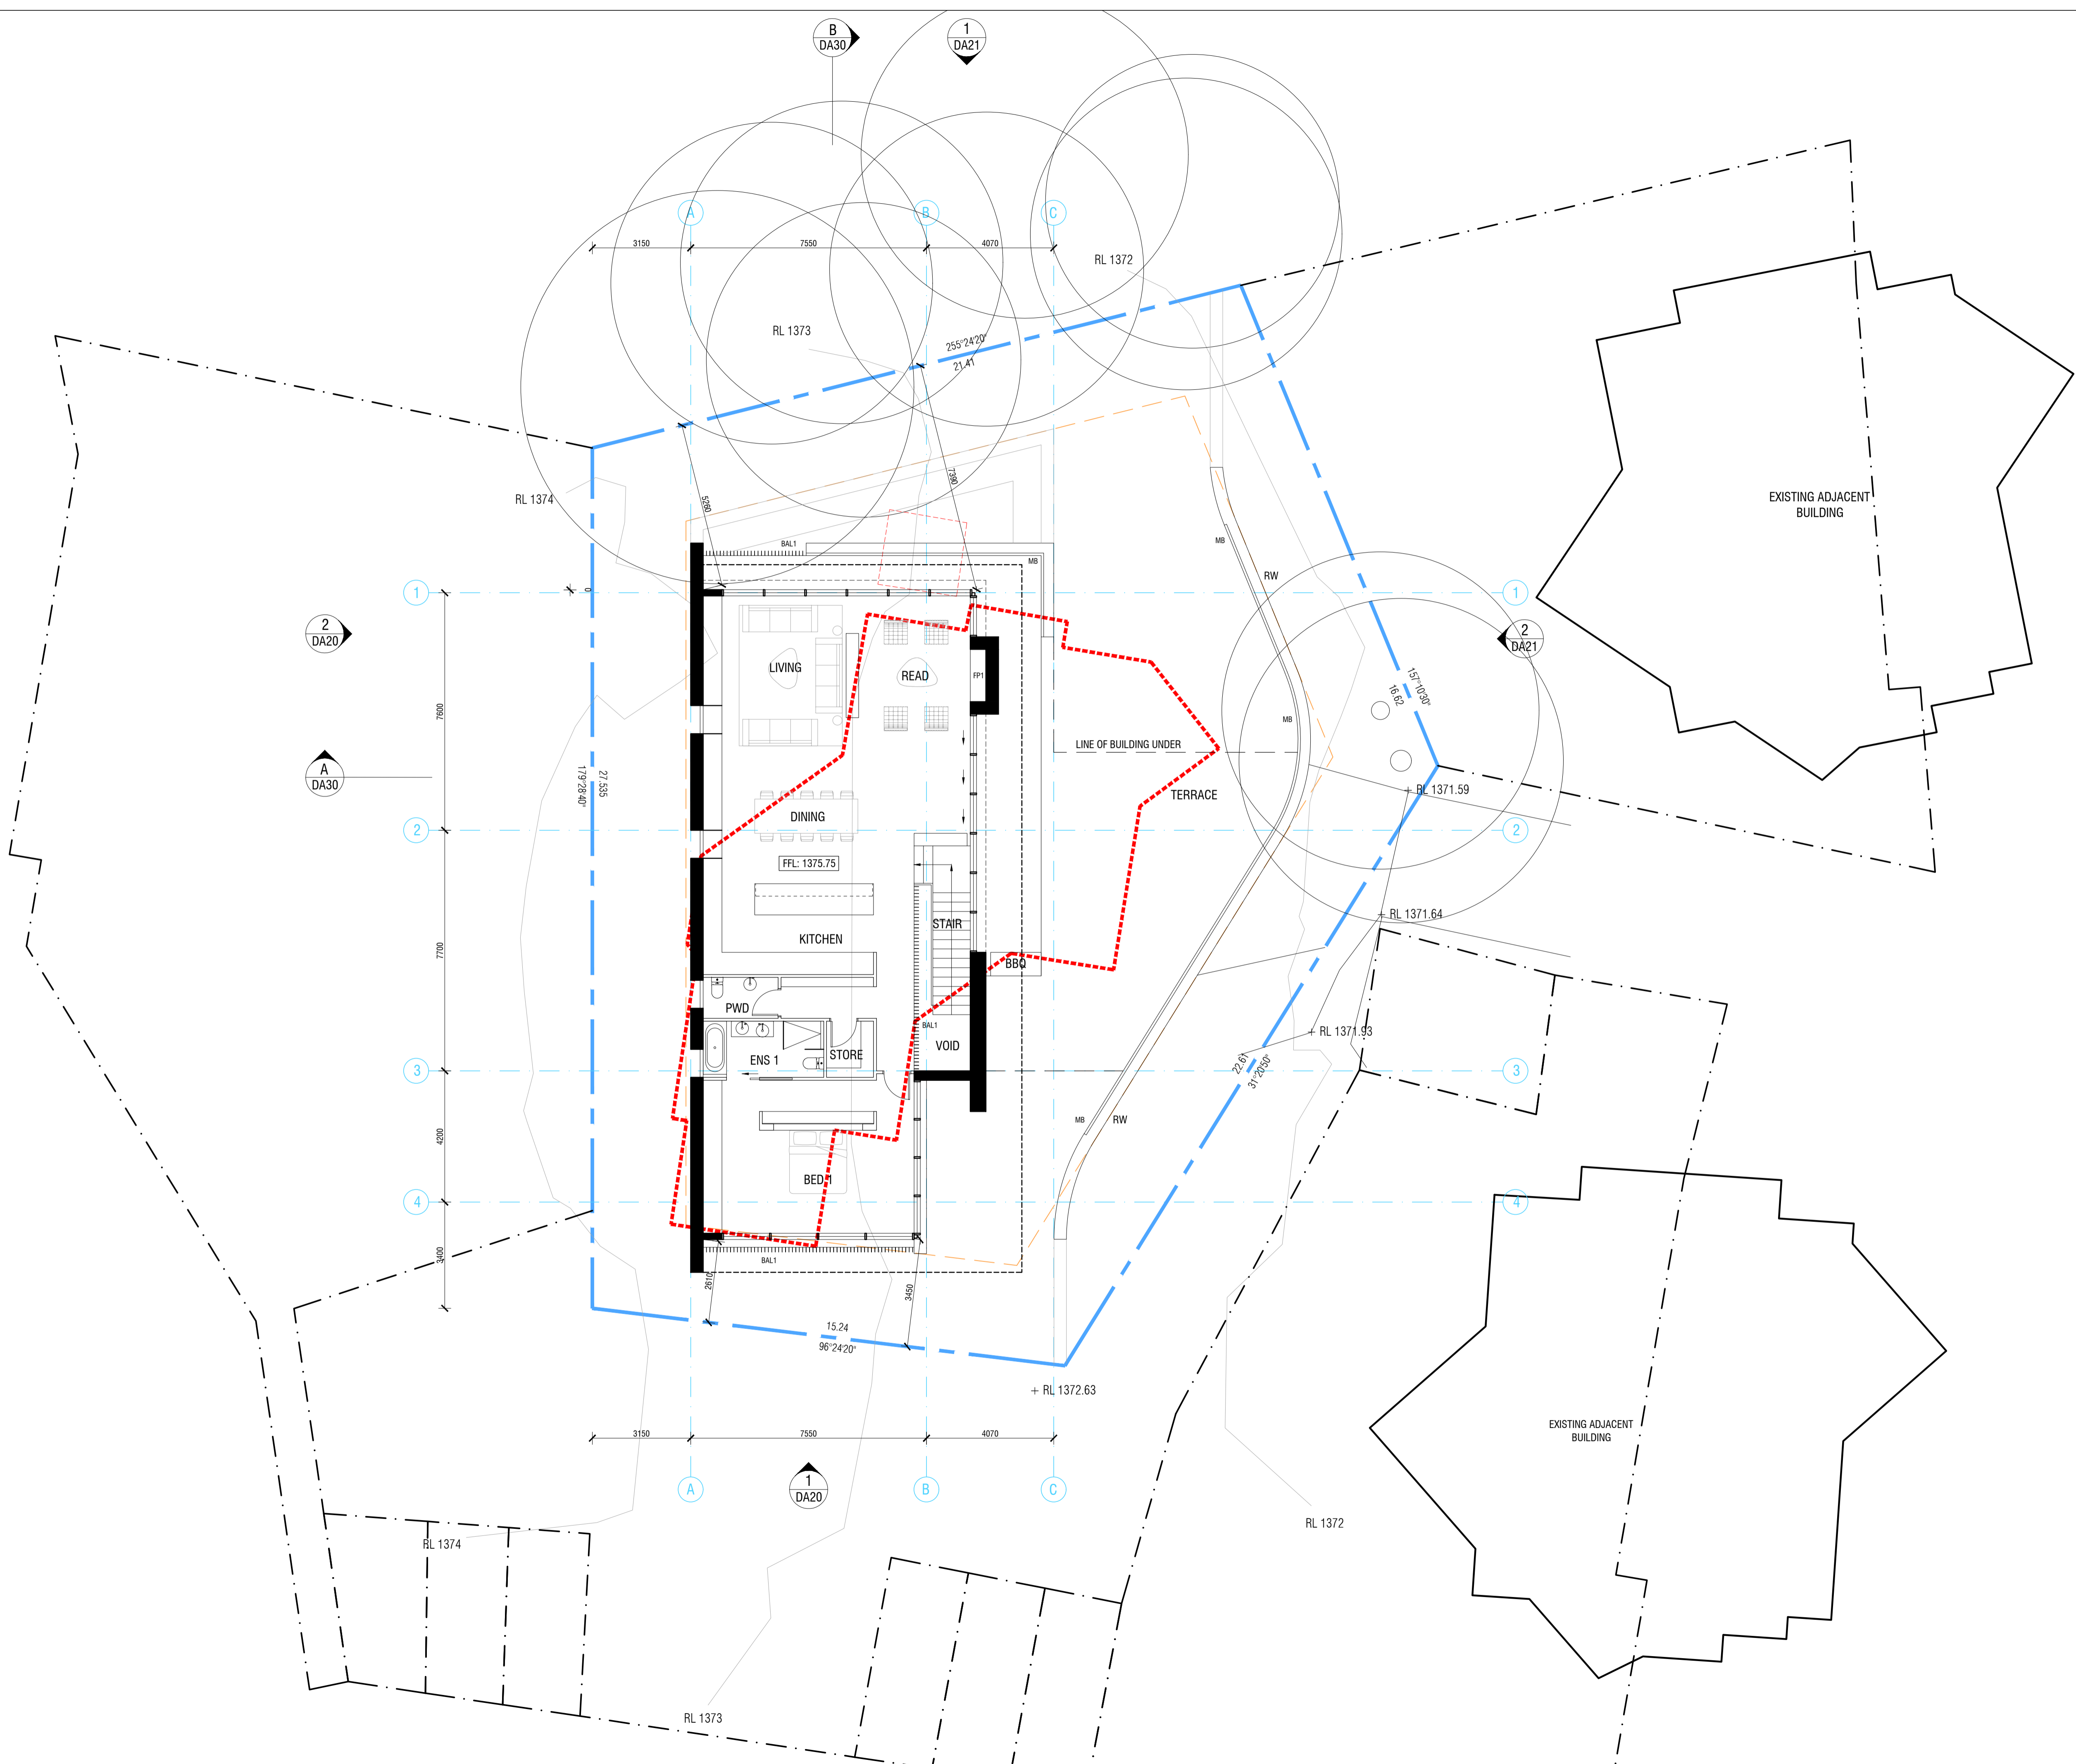 B
DA30
1
DA21
A
B
C
3150
7550
4070
RL 1372
RL 1373
255°24'20"
21.41
RL 1374
5260
7390
BAL1
MB
MB
RW
EXISTING ADJACENT
BUILDING
1
0
1
2
DA20
2
DA21
LIVING
READ
FP1
157°10'30"
16.62
7600
MB
LINE OF BUILDING UNDER
A
DA30
27.535
179°28'40"
RL 1371.59
TERRACE
DINING
2
2
FFL: 1375.75
RL 1371.64
STAIR
KITCHEN
7700
BBQ
PWD
BAL1
RL 1371.93
VOID
STORE
ENS 1
3
3
22.61
31°20'50"
MB
RW
4200
BED 1
4
4
3400
BAL1
2610
3450
15.24
96°24'20"
RL 1372.63
EXISTING ADJACENT
BUILDING
3150
7550
4070
A
B
C
1
DA20
RL 1372
RL 1374
RL 1373